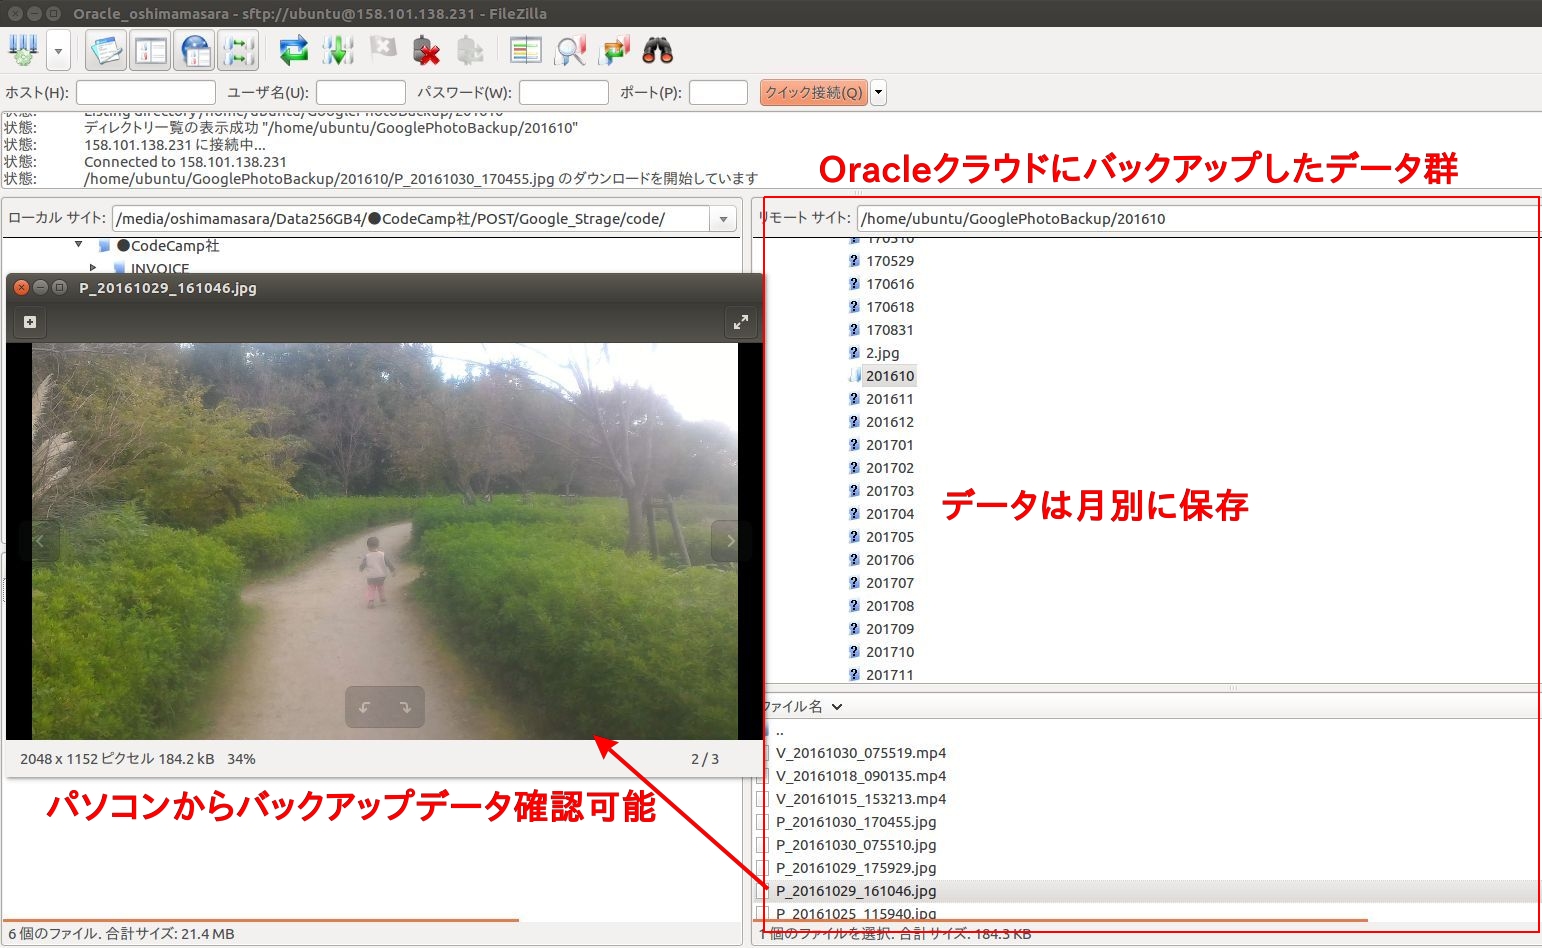 Oracle_oshimamasara - sftp://ubuntu@158.101.138.231 - FileZilla
ホスト(H): ユーザ名(U): パスワード(W): ポート(P): クイック接続(Q)
状態: Listing directory /home/ubuntu/GooglePhotoBackup/201610
状態: ディレクトリ一覧の表示成功 "/home/ubuntu/GooglePhotoBackup/201610"
状態: 158.101.138.231 に接続中...
状態: Connected to 158.101.138.231
状態: /home/ubuntu/GooglePhotoBackup/201610/P_20161030_170455.jpg のダウンロードを開始しています
Oracleクラウドにバックアップしたデータ群
ローカル サイト: /media/oshimamasara/Data256GB4/●CodeCamp社/POST/Google_Strage/code/
●CodeCamp社
INVOICE
P_20161029_161046.jpg
2048 x 1152 ピクセル 184.2 kB 34%
2 / 3
パソコンからバックアップデータ確認可能
6 個のファイル. 合計サイズ: 21.4 MB
リモート サイト: /home/ubuntu/GooglePhotoBackup/201610
170510
170529
170616
170618
170831
2.jpg
201610
201611
201612
201701
201702
201703
201704
201705
201706
201707
201708
201709
201710
201711
データは月別に保存
ファイル名
..
V_20161030_075519.mp4
V_20161018_090135.mp4
V_20161015_153213.mp4
P_20161030_170455.jpg
P_20161030_075510.jpg
P_20161029_175929.jpg
P_20161029_161046.jpg
P_20161025_115940.jpg
1 個のファイルを選択. 合計サイズ: 184.3 KB